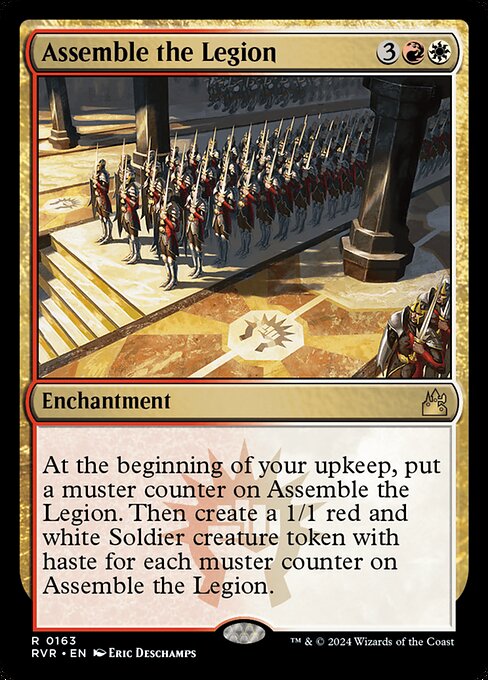 Assemble the Legion 3
Enchantment
At the beginning of your upkeep, put
a muster counter on Assemble the
Legion. Then create a 1/1 red and
white Soldier creature token with
haste for each muster counter on
Assemble the Legion.
R 0163
RVR • EN Eric Deschamps
™ & © 2024 Wizards of the Coast